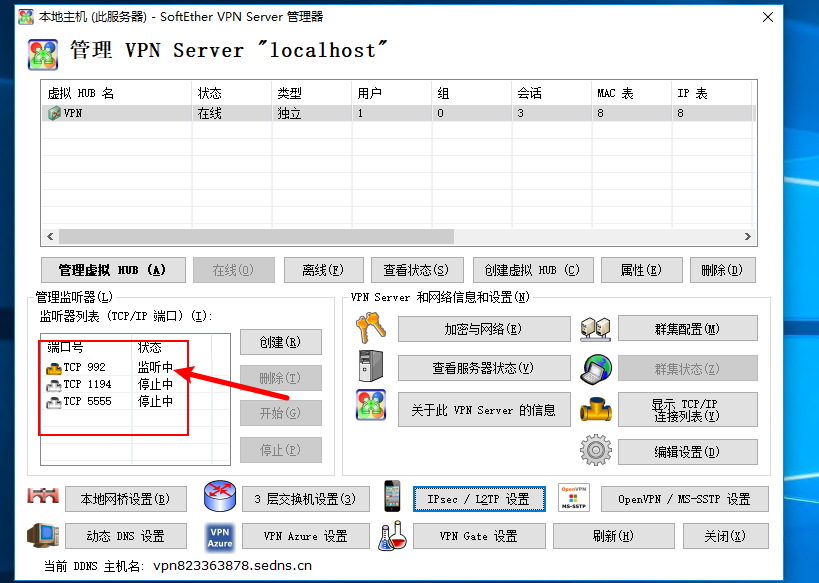 本地主机 (此服务器) - SoftEther VPN Server 管理器
管理 VPN Server "localhost"
虚拟 HUB 名 状态 类型 用户 组 会话 MAC 表 IP 表
VPN 在线 独立 1 0 3 8 8
管理虚拟 HUB (A) 在线(O) 离线(F) 查看状态(S) 创建虚拟 HUB (C) 属性(E) 删除(D)
管理监听器(L)
监听器列表 (TCP/IP 端口) (I):
端口号 状态
TCP 992 监听中
TCP 1194 停止中
TCP 5555 停止中
创建(R)
删除(T)
开始(G)
停止(P)
VPN Server 和网络信息和设置(N)
加密与网络(E) 群集配置(M)
查看服务器状态(V) 群集状态(Z)
关于此 VPN Server 的信息 显示 TCP/IP
连接列表(Y)
编辑设置(D)
本地网桥设置(B) 3 层交换机设置(3) IPsec / L2TP 设置 OpenVPN MS-SSTP OpenVPN / MS-SSTP 设置
动态 DNS 设置 VPN Azure VPN Azure 设置 VPN Gate 设置 刷新(H) 关闭(X)
当前 DDNS 主机名: vpn823363878.sedns.cn